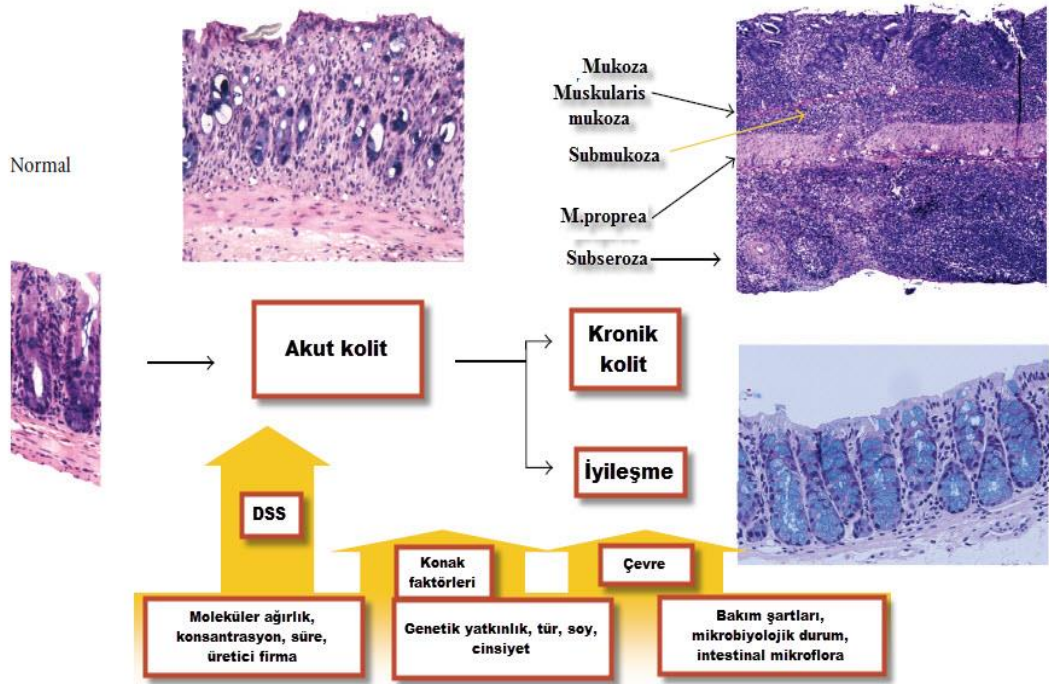 Normal
Mukoza
Muskularis
mukoza
Submukoza
M.proprea
Subseroza
Akut kolit
Kronik
kolit
İyileşme
DSS
Konak
faktörleri
Çevre
Moleküler ağırlık,
konsantrasyon, süre,
üretici firma
Genetik yatkınlık, tür, soy,
cinsiyet
Bakım şartları,
mikrobiyolojik durum,
intestinal mikroflora